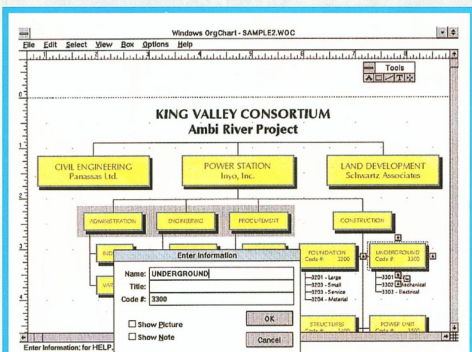 Windows OrgChart - SAMPLE2.WOC
File Edit Select View Box Options Help
Tools
KING VALLEY CONSORTIUM
Ambi River Project
CIVIL ENGINEERING
Panassas Ltd.
POWER STATION
Inyo, Inc.
LAND DEVELOPMENT
Schwartz Associates
ADMINISTRATION
ENGINEERING
PROCUREMENT
CONSTRUCTION
Enter Information
Name: UNDERGROUND
Title:
Code #: 3300
Show Picture
Show Note
OK
Cancel
FOUNDATION
Code #: 3200
3201 - Large
3203 - Small
3203 - Service
3204 - Material
UNDERGROUND
Code #: 3300
3301
3302 Mechanical
3303 - Electrical
STRUCTURES
POWER UNIT
Enter Information; for HELP,